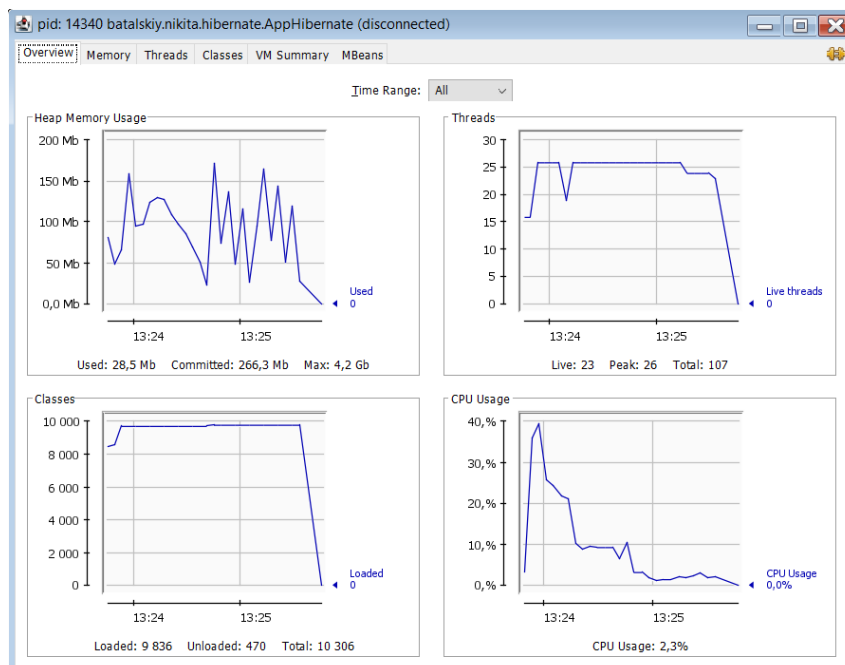 pid: 14340 batalskiy.nikita.hibernate.AppHibernate (disconnected)
Overview Memory Threads Classes VM Summary MBeans
Time Range: All
Heap Memory Usage
200 Mb
150 Mb
100 Mb
50 Mb
0,0 Mb
Used
0
13:24 13:25
Used: 28,5 Mb Committed: 266,3 Mb Max: 4,2 Gb
Threads
30
25
20
15
10
5
0
Live threads
0
13:24 13:25
Live: 23 Peak: 26 Total: 107
Classes
10 000
8 000
6 000
4 000
2 000
0
Loaded
0
13:24 13:25
Loaded: 9 836 Unloaded: 470 Total: 10 306
CPU Usage
40,%
30,%
20,%
10,%
0,%
CPU Usage
0,0%
13:24 13:25
CPU Usage: 2,3%